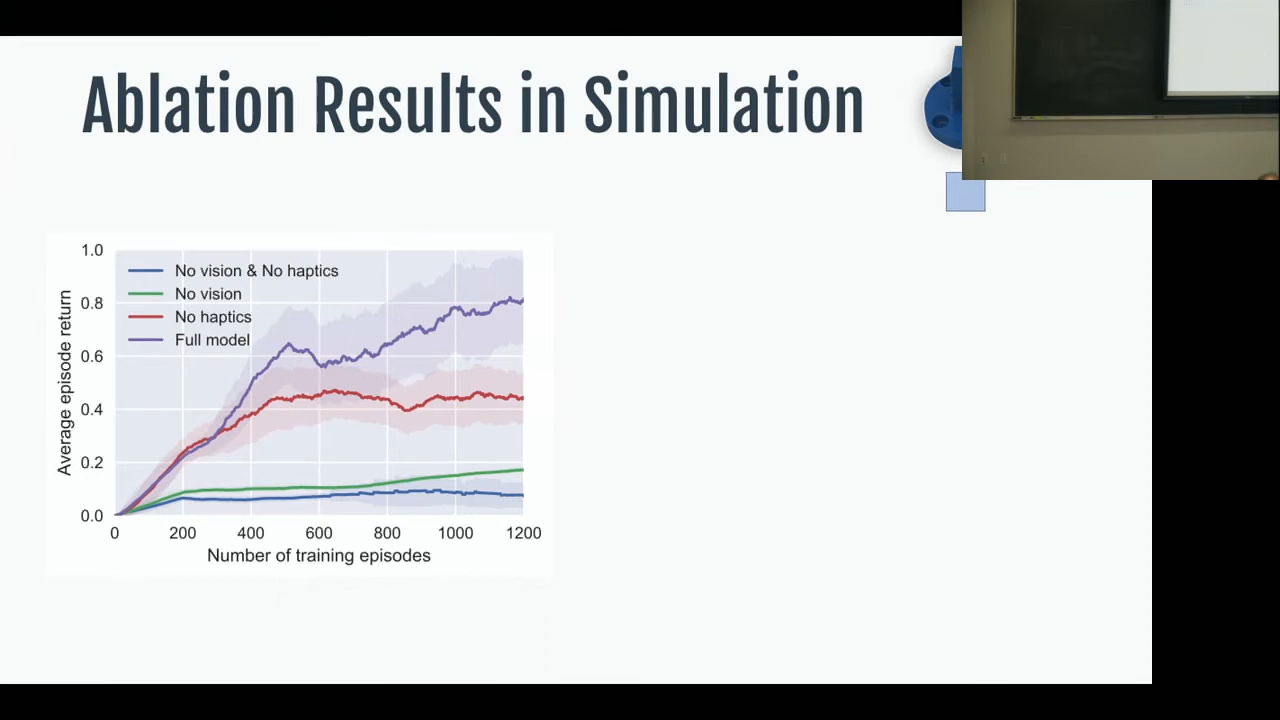 Ablation Results in Simulation
1.0
0.8
0.6
0.4
0.2
0.0
Average episode return
No vision & No haptics
No vision
No haptics
Full model
0 200 400 600 800 1000 1200
Number of training episodes